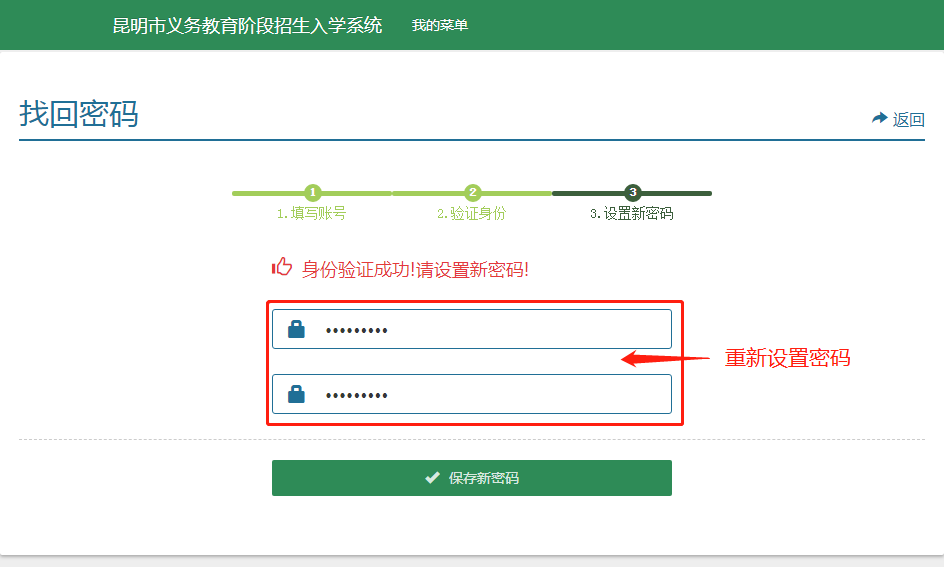 昆明市义务教育阶段招生入学系统 我的菜单
找回密码
返回
1 2 3
1.填写账号 2.验证身份 3.设置新密码
身份验证成功!请设置新密码!
•••••••••
重新设置密码
•••••••••
保存新密码